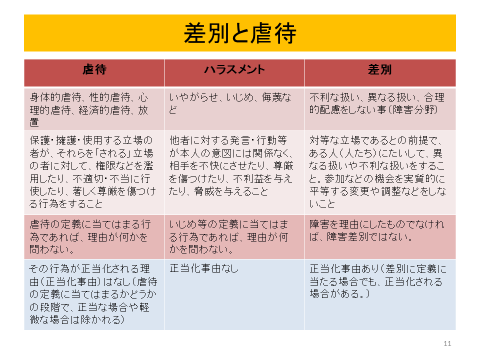 差別と虐待
虐待
ハラスメント
差別
身体的虐待、性的虐待、心
理的虐待、経済的虐待、放
置
いやがらせ、いじめ、侮蔑な
ど
不利な扱い、異なる扱い、合理
的配慮をしない事（障害分野）
保護・擁護・使用する立場の
者が、それらを「される」立場
の者に対して、権限などを濫
用したり、不適切・不当に行
使したり、著しく尊厳を傷つけ
る行為をすること
他者に対する発言・行動等
が本人の意図には関係なく、
相手を不快にさせたり、尊厳
を傷つけたり、不利益を与え
たり、脅威を与えること
対等な立場であるとの前提で、
ある人（人たち）にたいして、異
なる扱いや不利な扱いをするこ
と。参加などの機会を実質的に
平等する変更や調整などをしな
いこと
虐待の定義に当てはまる行
為であれば、理由が何かを
問わない。
いじめ等の定義に当てはま
る行為であれば、理由が何
かを問わない。
障害を理由にしたものでなけれ
ば、障害差別ではない。
その行為が正当化される理
由（正当化事由）はなし（虐待
の定義に当てはまるかどうか
の段階で、正当な場合や軽
微な場合は除かれる）
正当化事由なし
正当化事由あり（差別に定義に
当たる場合でも、正当化される
場合がある。）
11